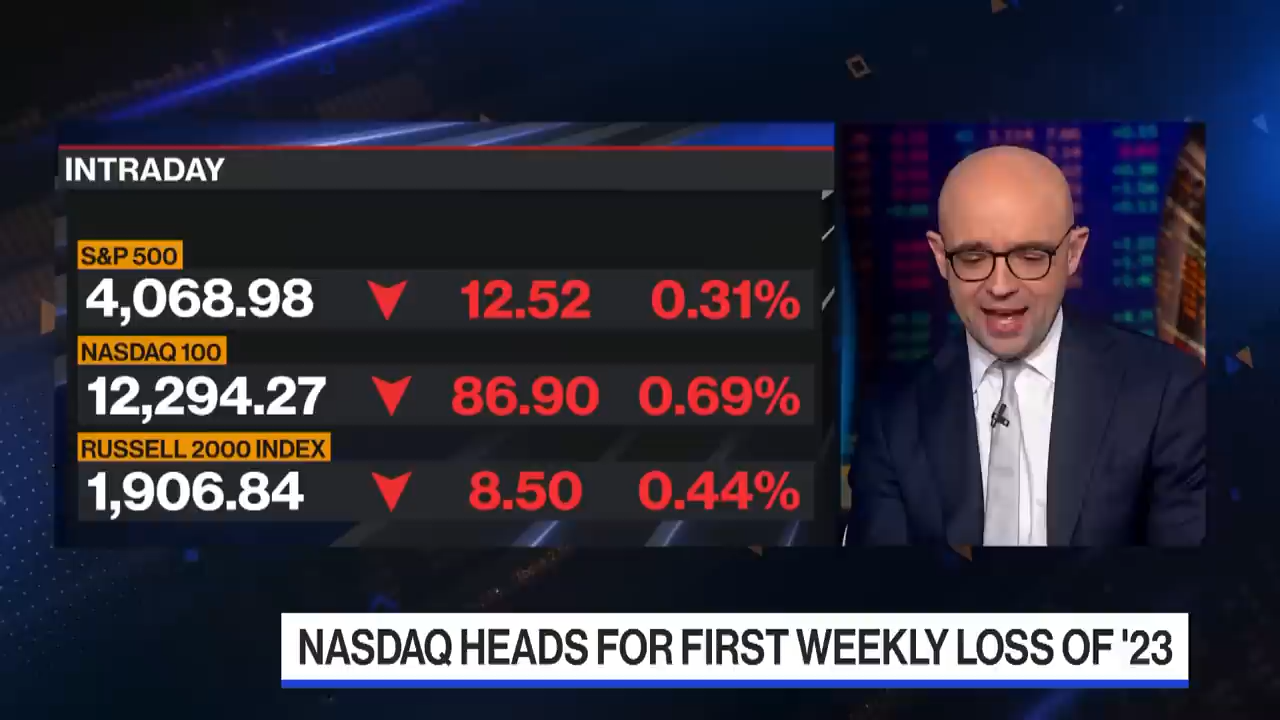 INTRADAY
S&P 500
4,068.98 ▼ 12.52 0.31%
NASDAQ 100
12,294.27 ▼ 86.90 0.69%
RUSSELL 2000 INDEX
1,906.84 ▼ 8.50 0.44%
NASDAQ HEADS FOR FIRST WEEKLY LOSS OF '23